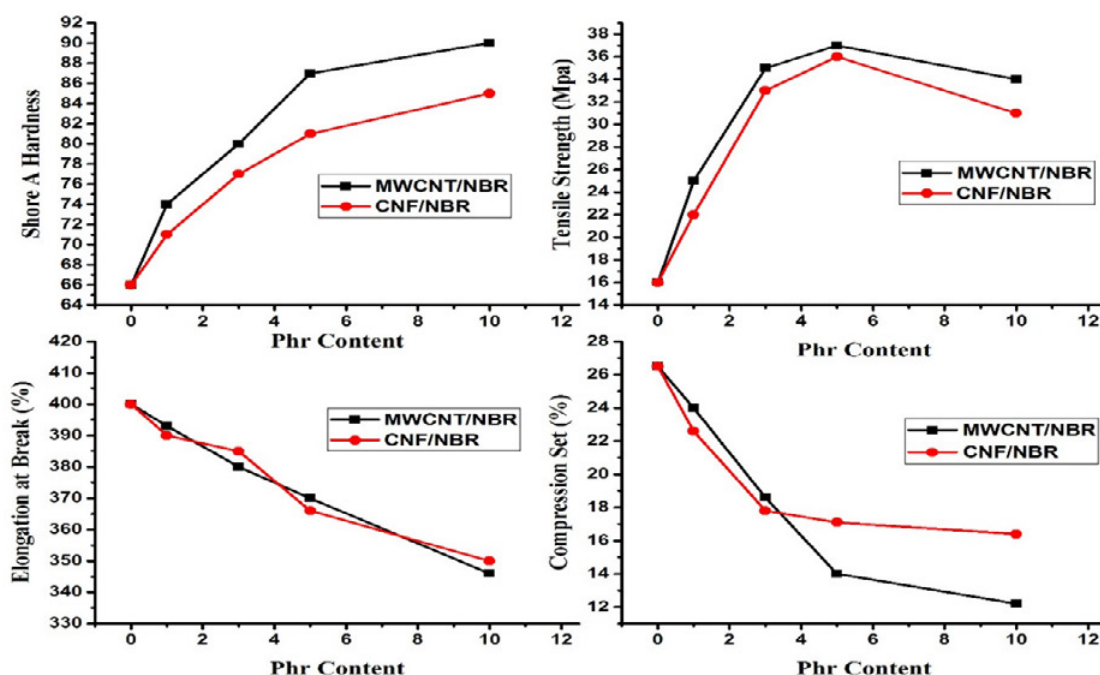 Shore A Hardness
92
90
88
86
84
82
80
78
76
74
72
70
68
66
64
MWCNT/NBR
CNF/NBR
0 2 4 6 8 10 12
Phr Content
Tensile Strength (Mpa)
38
36
34
32
30
28
26
24
22
20
18
16
14
MWCNT/NBR
CNF/NBR
0 2 4 6 8 10 12
Phr Content
Elongation at Break (%)
420
410
400
390
380
370
360
350
340
330
MWCNT/NBR
CNF/NBR
0 2 4 6 8 10 12
Phr Content
Compression Set (%)
28
26
24
22
20
18
16
14
12
MWCNT/NBR
CNF/NBR
0 2 4 6 8 10 12
Phr Content